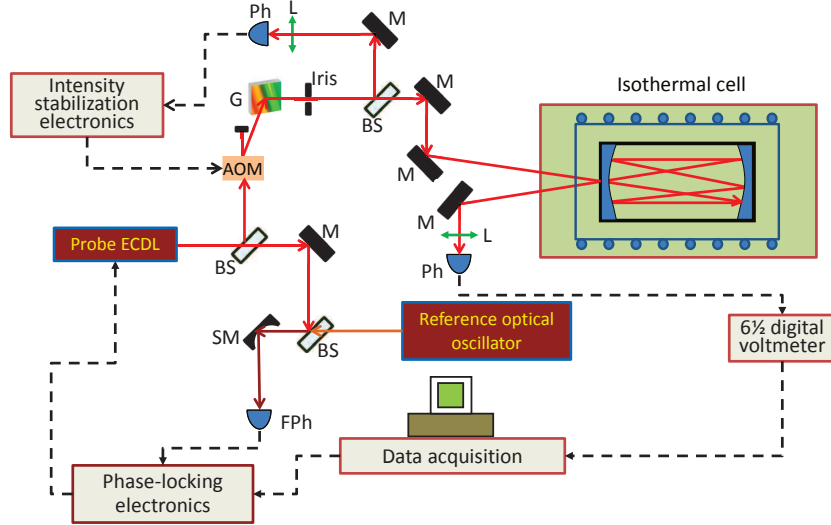 Ph
L
M
Intensity
stabilization
electronics
G
Iris
BS
M
Isothermal cell
AOM
M
M
L
Probe ECDL
BS
M
Ph
SM
BS
Reference optical
oscillator
6½ digital
voltmeter
FPh
Data acquisition
Phase-locking
electronics